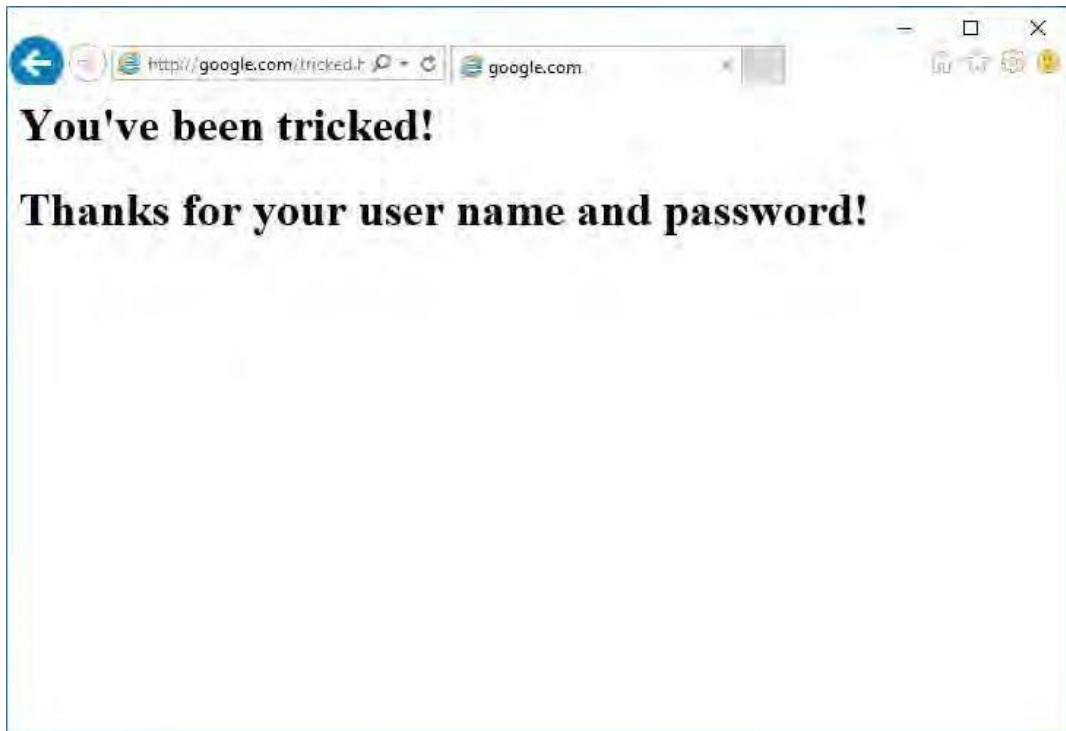 http://google.com/tricked.h
google.com
You've been tricked!
Thanks for your user name and password!